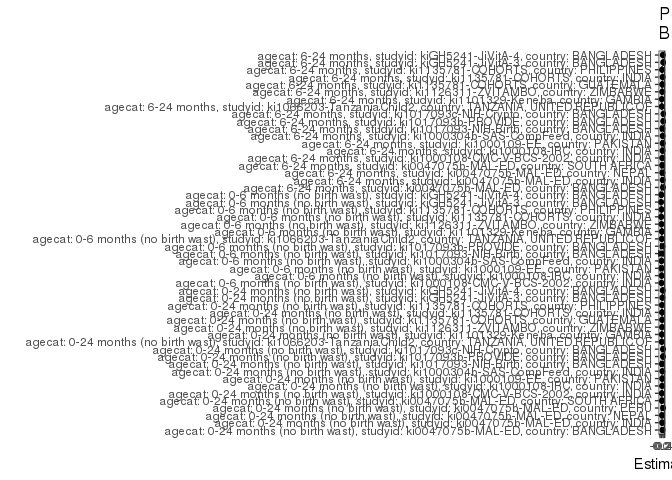 P
B
agecat: 6-24 months, studyid: kiGH5241-JiVitA-4, country: BANGLADESH
agecat: 6-24 months, studyid: kiGH5241-JiVitA-3, country: BANGLADESH
agecat: 6-24 months, studyid: ki1135781-COHORTS, country: PHILIPPINES
agecat: 6-24 months, studyid: ki1135781-COHORTS, country: INDIA
agecat: 6-24 months, studyid: ki1135781-COHORTS, country: GUATEMALA
agecat: 6-24 months, studyid: ki1126311-ZVITAMBO, country: ZIMBABWE
agecat: 6-24 months, studyid: ki1101329-Keneba, country: GAMBIA
agecat: 6-24 months, studyid: ki1066203-TanzaniaChild2, country: TANZANIA, UNITED REPUBLIC OF
agecat: 6-24 months, studyid: ki1017093c-NIH-Crypto, country: BANGLADESH
agecat: 6-24 months, studyid: ki1017093b-PROVIDE, country: BANGLADESH
agecat: 6-24 months, studyid: ki1017093-NIH-Birth, country: BANGLADESH
agecat: 6-24 months, studyid: ki1000304b-SAS-CompFeed, country: INDIA
agecat: 6-24 months, studyid: ki1000109-EE, country: PAKISTAN
agecat: 6-24 months, studyid: ki1000108-IRC, country: INDIA
agecat: 6-24 months, studyid: ki1000108-CMC-V-BCS-2002, country: INDIA
agecat: 6-24 months, studyid: ki0047075b-MAL-ED, country: SOUTH AFRICA
agecat: 6-24 months, studyid: ki0047075b-MAL-ED, country: NEPAL
agecat: 6-24 months, studyid: ki0047075b-MAL-ED, country: INDIA
agecat: 6-24 months, studyid: ki0047075b-MAL-ED, country: BANGLADESH
agecat: 0-6 months (no birth wast), studyid: kiGH5241-JiVitA-4, country: BANGLADESH
agecat: 0-6 months (no birth wast), studyid: kiGH5241-JiVitA-3, country: BANGLADESH
agecat: 0-6 months (no birth wast), studyid: ki1135781-COHORTS, country: PHILIPPINES
agecat: 0-6 months (no birth wast), studyid: ki1135781-COHORTS, country: INDIA
agecat: 0-6 months (no birth wast), studyid: ki1126311-ZVITAMBO, country: ZIMBABWE
agecat: 0-6 months (no birth wast), studyid: ki1101329-Keneba, country: GAMBIA
agecat: 0-6 months (no birth wast), studyid: ki1066203-TanzaniaChild2, country: TANZANIA, UNITED REPUBLIC OF
agecat: 0-6 months (no birth wast), studyid: ki1017093b-PROVIDE, country: BANGLADESH
agecat: 0-6 months (no birth wast), studyid: ki1017093-NIH-Birth, country: BANGLADESH
agecat: 0-6 months (no birth wast), studyid: ki1000304b-SAS-CompFeed, country: INDIA
agecat: 0-6 months (no birth wast), studyid: ki1000109-EE, country: PAKISTAN
agecat: 0-6 months (no birth wast), studyid: ki1000108-IRC, country: INDIA
agecat: 0-6 months (no birth wast), studyid: ki1000108-CMC-V-BCS-2002, country: INDIA
agecat: 0-24 months (no birth wast), studyid: kiGH5241-JiVitA-4, country: BANGLADESH
agecat: 0-24 months (no birth wast), studyid: kiGH5241-JiVitA-3, country: BANGLADESH
agecat: 0-24 months (no birth wast), studyid: ki1135781-COHORTS, country: PHILIPPINES
agecat: 0-24 months (no birth wast), studyid: ki1135781-COHORTS, country: INDIA
agecat: 0-24 months (no birth wast), studyid: ki1135781-COHORTS, country: GUATEMALA
agecat: 0-24 months (no birth wast), studyid: ki1126311-ZVITAMBO, country: ZIMBABWE
agecat: 0-24 months (no birth wast), studyid: ki1101329-Keneba, country: GAMBIA
agecat: 0-24 months (no birth wast), studyid: ki1066203-TanzaniaChild2, country: TANZANIA, UNITED REPUBLIC OF
agecat: 0-24 months (no birth wast), studyid: ki1017093c-NIH-Crypto, country: BANGLADESH
agecat: 0-24 months (no birth wast), studyid: ki1017093b-PROVIDE, country: BANGLADESH
agecat: 0-24 months (no birth wast), studyid: ki1017093-NIH-Birth, country: BANGLADESH
agecat: 0-24 months (no birth wast), studyid: ki1000304b-SAS-CompFeed, country: INDIA
agecat: 0-24 months (no birth wast), studyid: ki1000109-EE, country: PAKISTAN
agecat: 0-24 months (no birth wast), studyid: ki1000108-IRC, country: INDIA
agecat: 0-24 months (no birth wast), studyid: ki1000108-CMC-V-BCS-2002, country: INDIA
agecat: 0-24 months (no birth wast), studyid: ki0047075b-MAL-ED, country: SOUTH AFRICA
agecat: 0-24 months (no birth wast), studyid: ki0047075b-MAL-ED, country: PERU
agecat: 0-24 months (no birth wast), studyid: ki0047075b-MAL-ED, country: NEPAL
agecat: 0-24 months (no birth wast), studyid: ki0047075b-MAL-ED, country: INDIA
agecat: 0-24 months (no birth wast), studyid: ki0047075b-MAL-ED, country: BANGLADESH
Estima